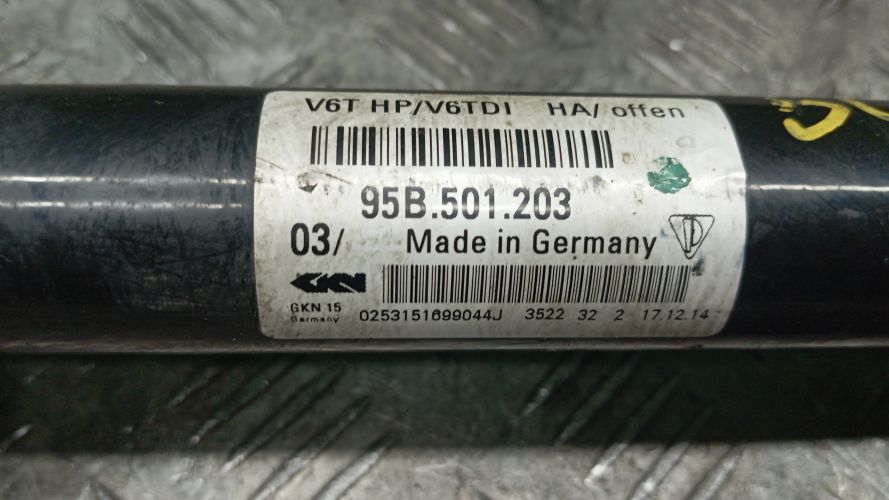 V6T HP/V6TDI HA/ offen
95B.501.203
03/ Made in Germany
GKN
GKN 15
Germany
0253151699044J 3522 32 2 17.12.14